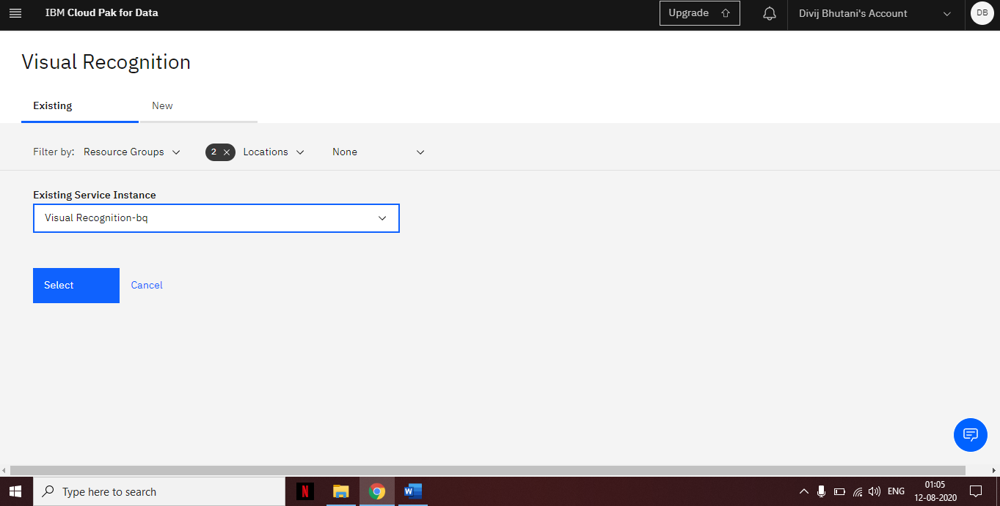 IBM Cloud Pak for Data
Upgrade
Divij Bhutani's Account
DB
Visual Recognition
Existing
New
Filter by: Resource Groups
2
Locations
None
Existing Service Instance
Visual Recognition-bq
Select
Cancel
N
Type here to search
W
ENG
01:05
12-08-2020